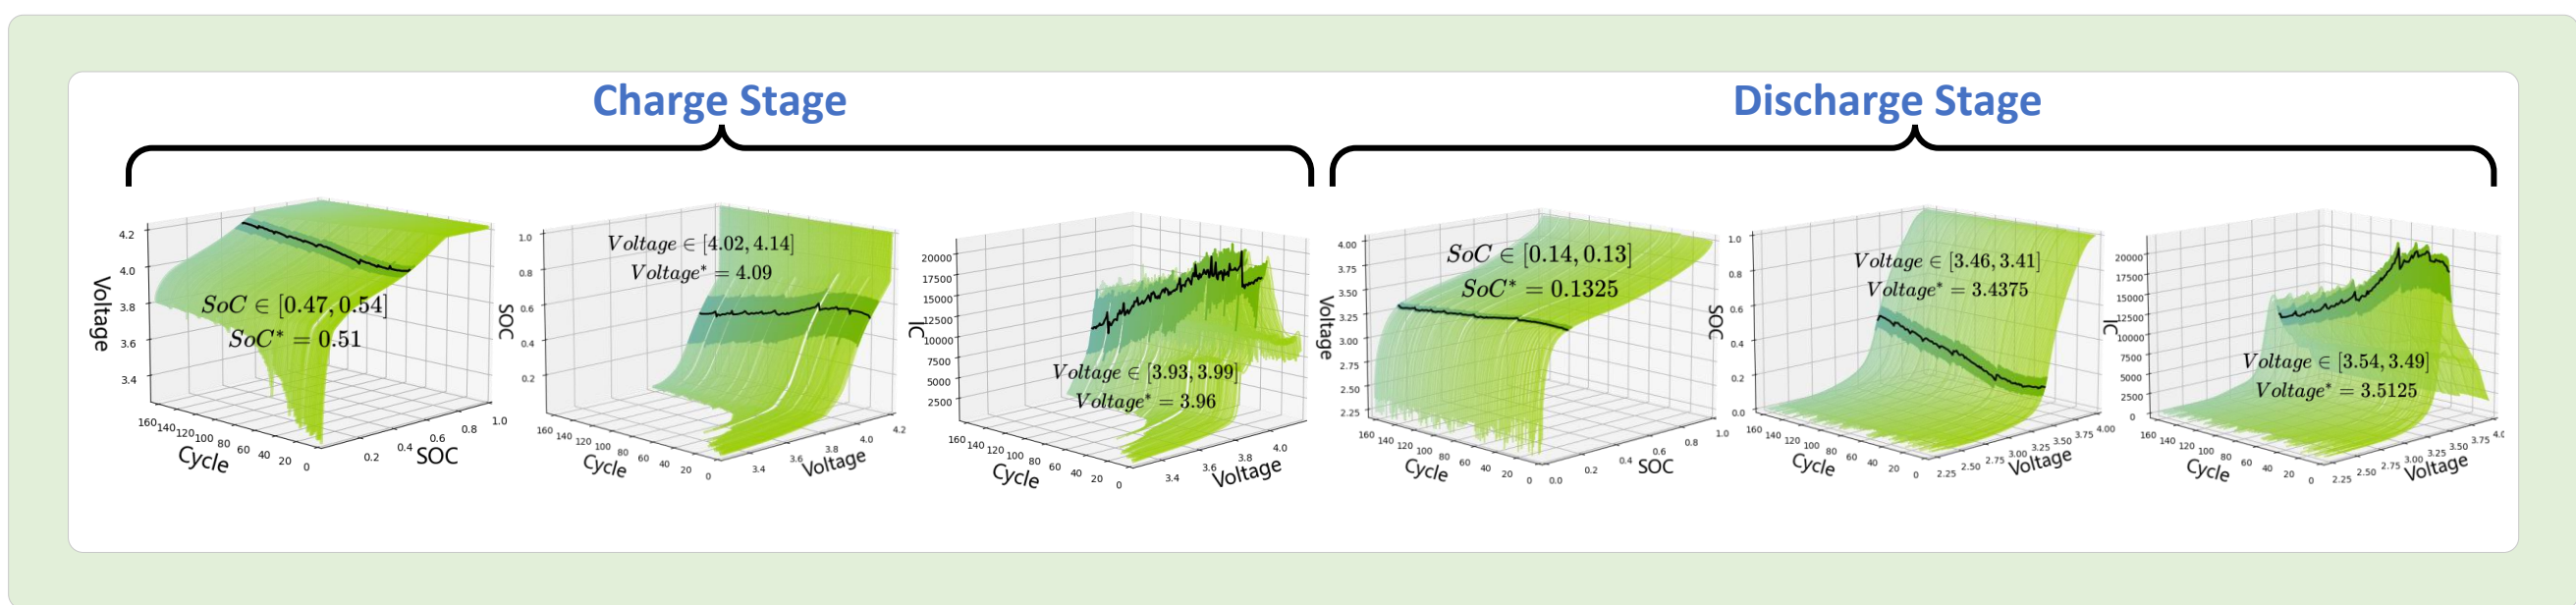 Charge Stage
Discharge Stage
4.2
4.0
3.8
3.6
3.4
Voltage
SoC ∈ [0.47, 0.54]
SoC* = 0.51
160 140 120 100 80 60 40 20 0
Cycle
0.2 0.4 0.6 0.8 1.0
SOC
1.0
0.8
0.6
0.4
0.2
SOC
Voltage ∈ [4.02, 4.14]
Voltage* = 4.09
160 140 120 100 80 60 40 20 0
Cycle
3.4 3.6 3.8 4.0 4.2
Voltage
20000
17500
15000
12500
10000
7500
5000
2500
IC
Voltage ∈ [3.93, 3.99]
Voltage* = 3.96
160 140 120 100 80 60 40 20 0
Cycle
3.4 3.6 3.8 4.0
Voltage
4.00
3.75
3.50
3.25
3.00
2.75
2.50
2.25
Voltage
SoC ∈ [0.14, 0.13]
SoC* = 0.1325
160 140 120 100 80 60 40 20 0
Cycle
0.0 0.2 0.4 0.6 0.8 1.0
SOC
1.0
0.8
0.6
0.4
0.2
0.0
SOC
Voltage ∈ [3.46, 3.41]
Voltage* = 3.4375
160 140 120 100 80 60 40 20 0
Cycle
2.25 2.50 2.75 3.00 3.25 3.50 3.75 4.00
Voltage
20000
17500
15000
12500
10000
7500
5000
2500
0
IC
Voltage ∈ [3.54, 3.49]
Voltage* = 3.5125
160 140 120 100 80 60 40 20 0
Cycle
2.25 2.50 2.75 3.00 3.25 3.50 3.75
Voltage